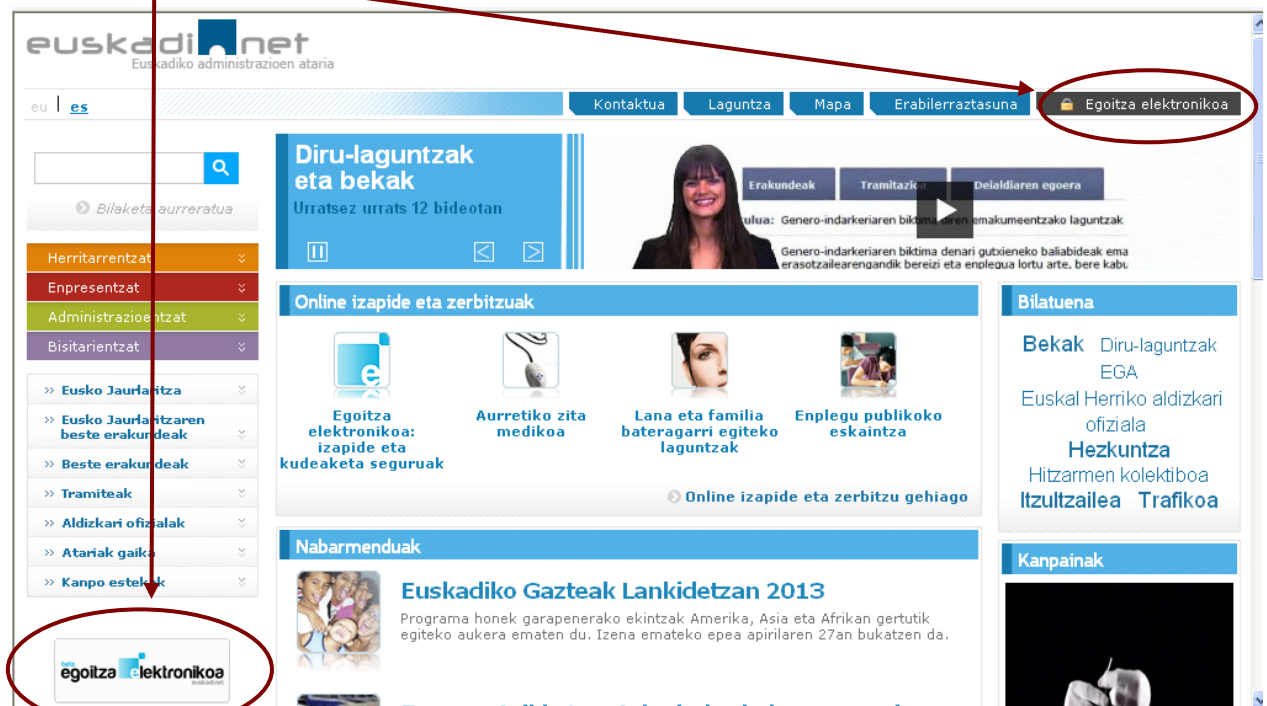 euskadi.net
Euskadiko administrazioen ataria
eu | es
Kontaktua
Laguntza
Mapa
Erabilerraztasuna
Egoitza elektronikoa
Bilaketa aurreratua
Herritarrentzat
Enpresentzat
Administrazioentzat
Bisitarientzat
Eusko Jaurlaritza
Eusko Jaurlaritzaren
beste erakundeak
Beste erakundeak
Tramiteak
Aldizkari ofizialak
Atariak gaika
Kanpo estekak
beta
egoitza elektronikoa
euskadi.net
Diru-laguntzak
eta bekak
Urratsez urrats 12 bideotan
Erakundeak
Tramitazioa
Deialdiaren egoera
kulua: Genero-indarkeriaren biktima diren emakumeentzako laguntzak
Genero-indarkeriaren biktima denari gutxieneko baliabideak ema
erasotzailearengandik bereizi eta enplegua lortu arte, bere kabu
Online izapide eta zerbitzuak
Egoitza
elektronikoa:
izapide eta
kudeaketa seguruak
Aurretiko zita
medikoa
Lana eta familia
bateragarri egiteko
laguntzak
Enplegu publikoko
eskaintza
Online izapide eta zerbitzu gehiago
Nabarmenduak
Euskadiko Gazteak Lankidetzan 2013
Programa honek garapenerako ekintzak Amerika, Asia eta Afrikan gertutik
egiteko aukera ematen du. Izena emateko epea apirilaren 27an bukatzen da.
Bilatuena
Bekak Diru-laguntzak
EGA
Euskal Herriko aldizkari
ofiziala
Hezkuntza
Hitzarmen kolektiboa
Itzultzailea Trafikoa
Kanpainak